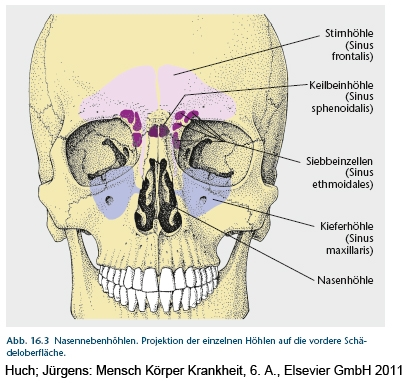 Stirnhöhle
(Sinus
frontalis)
Keilbeinhöhle
(Sinus
sphenoidalis)
Siebbeinzellen
(Sinus
ethmoidales)
Kieferhöhle
(Sinus
maxillaris)
Nasenhöhle
Abb. 16.3 Nasennebenhöhlen. Projektion der einzelnen Höhlen auf die vordere Schä-
deloberfläche.
Huch; Jürgens: Mensch Körper Krankheit, 6. A., Elsevier GmbH 2011